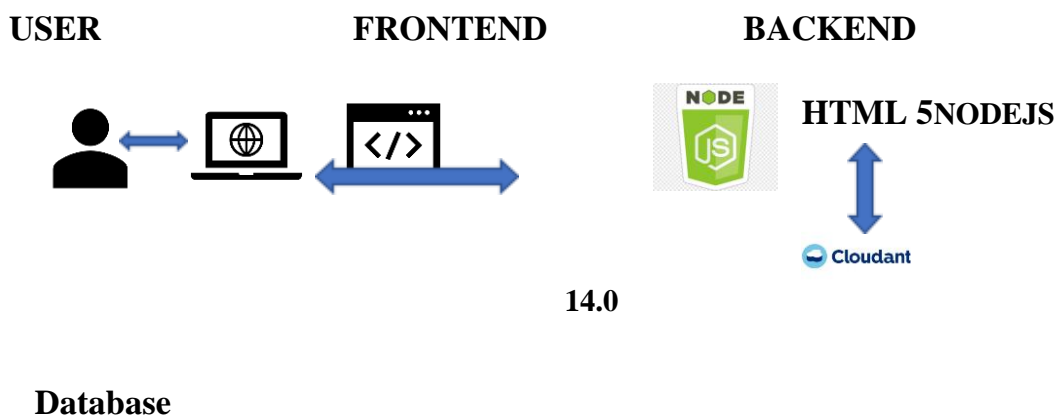 USER FRONTEND BACKEND
NODE
JS
HTML 5NODEJS
</>
Cloudant
14.0
Database